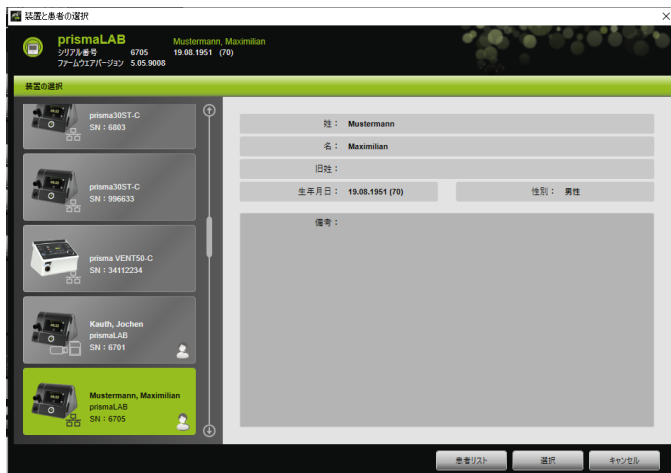 装置と患者の選択
prismaLAB
シリアル番号 6705
ファームウェアバージョン 5.05.9008
Mustermann, Maximilian
19.08.1951 (70)
装置の選択
prisma30ST-C
SN：6803
prisma30ST-C
SN：996633
prisma VENT50-C
SN：34112234
Kauth, Jochen
prismaLAB
SN：6701
Mustermann, Maximilian
prismaLAB
SN：6705
姓： Mustermann
名： Maximilian
旧姓：
生年月日： 19.08.1951 (70) 性別： 男性
備考：
患者リスト 選択 キャンセル